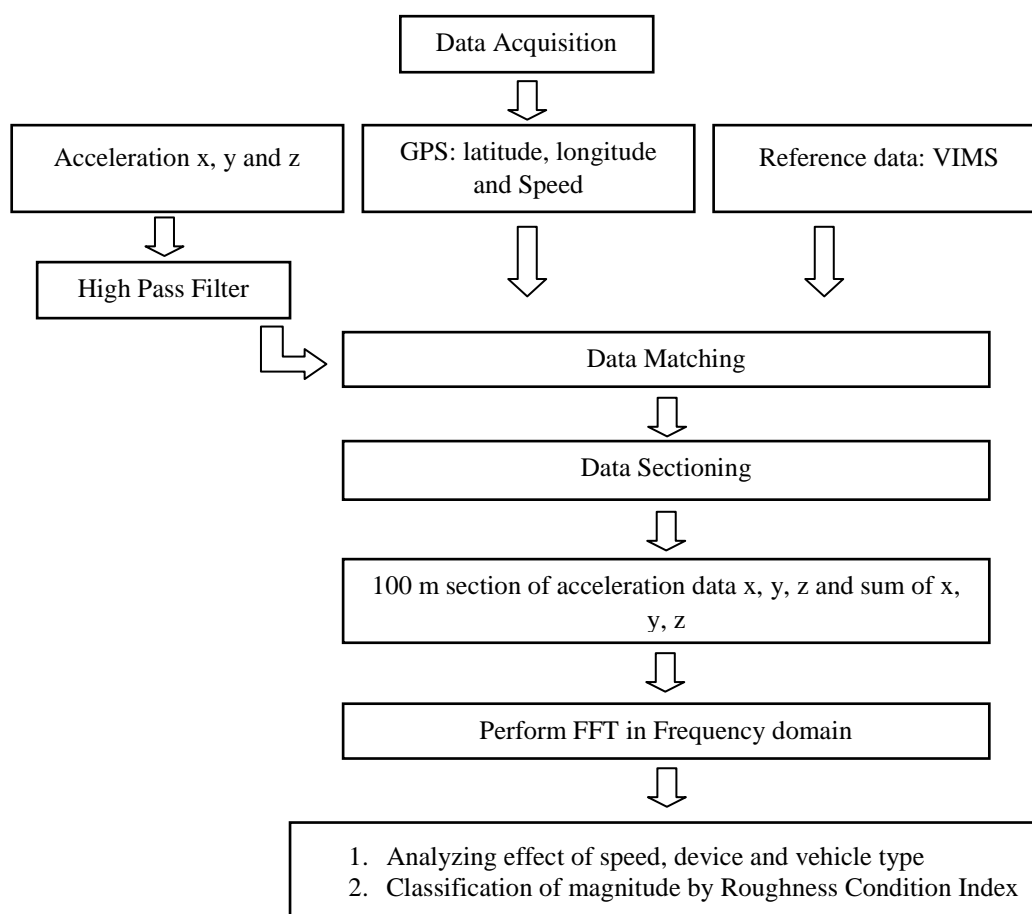 Data Acquisition
Acceleration x, y and z
GPS: latitude, longitude
and Speed
Reference data: VIMS
High Pass Filter
Data Matching
Data Sectioning
100 m section of acceleration data x, y, z and sum of x,
y, z
Perform FFT in Frequency domain
1. Analyzing effect of speed, device and vehicle type
2. Classification of magnitude by Roughness Condition Index